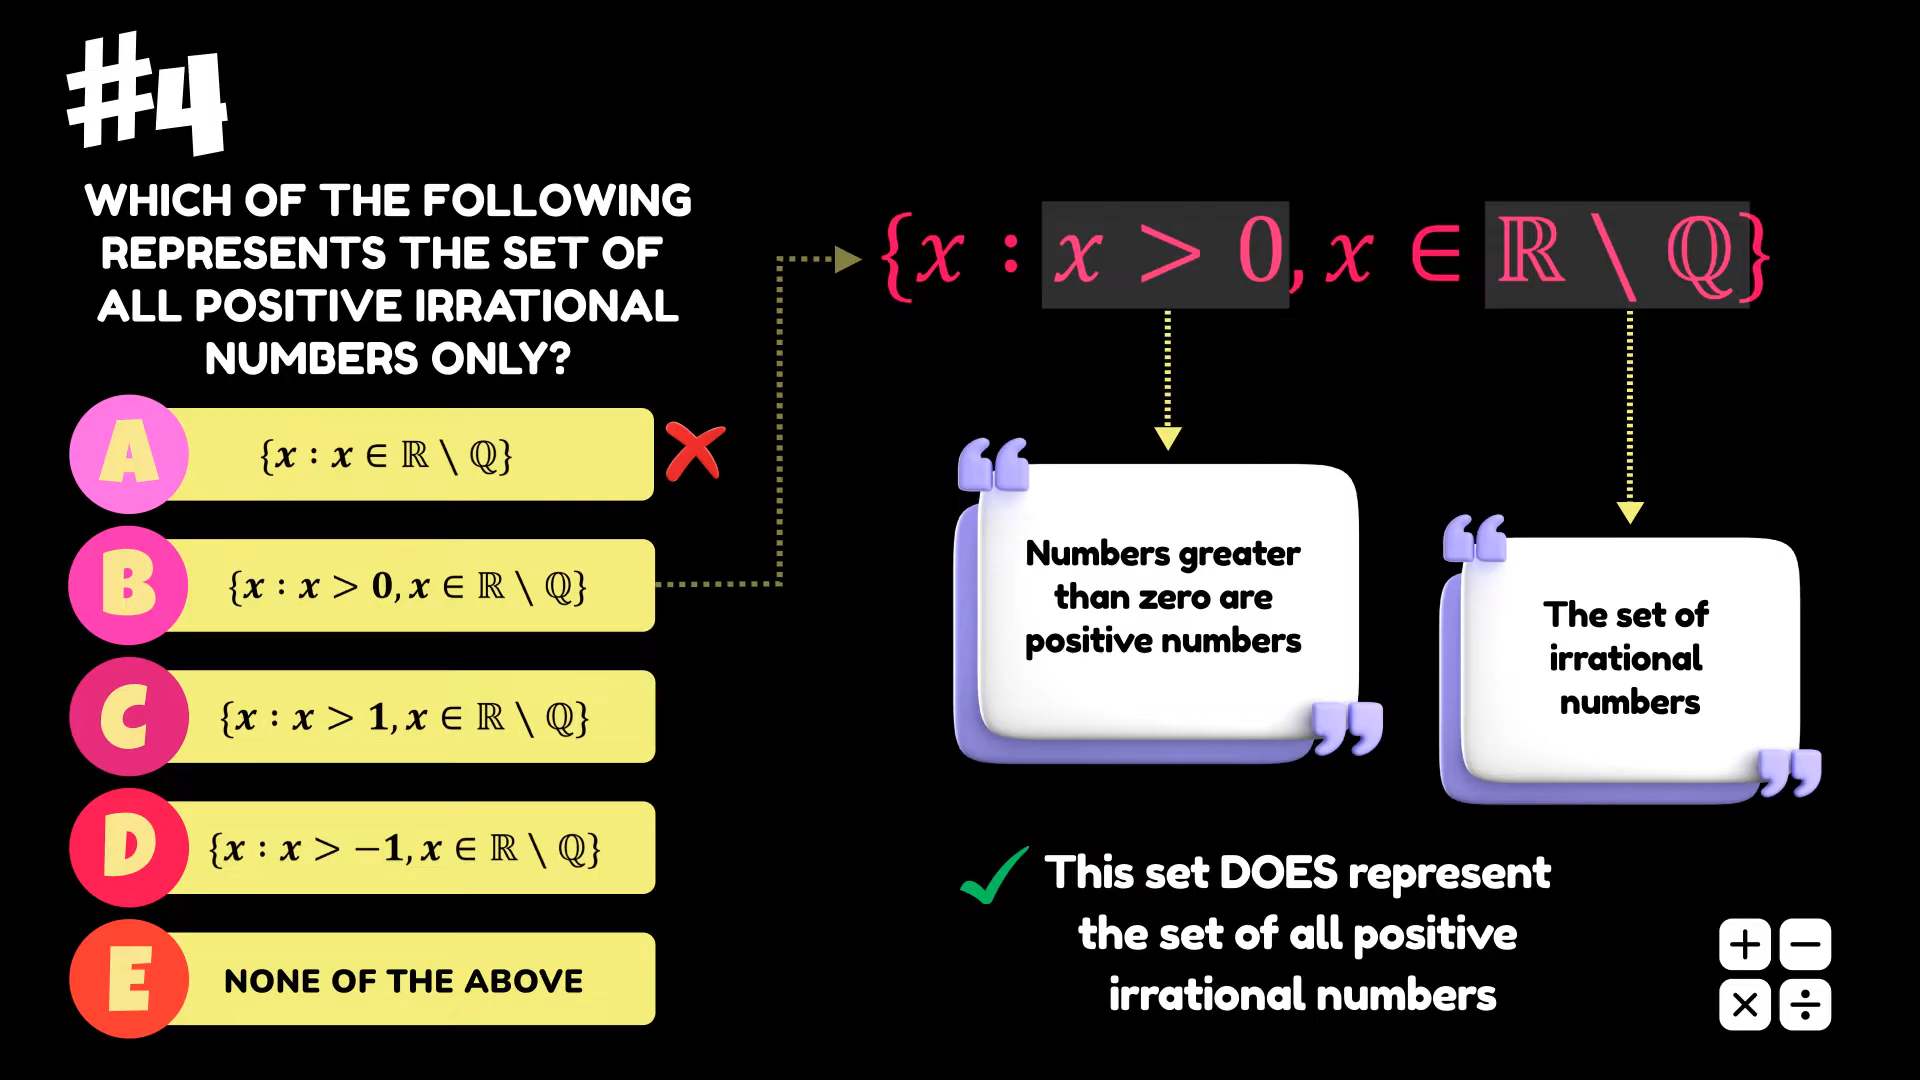 #4
WHICH OF THE FOLLOWING
REPRESENTS THE SET OF
ALL POSITIVE IRRATIONAL
NUMBERS ONLY?
A
{x : x ∈ ℝ \ ℚ}
B
{x : x > 0, x ∈ ℝ \ ℚ}
C
{x : x > 1, x ∈ ℝ \ ℚ}
D
{x : x > −1, x ∈ ℝ \ ℚ}
E
NONE OF THE ABOVE
{x : x > 0, x ∈ ℝ \ ℚ}
“
Numbers greater
than zero are
positive numbers
”
“
The set of
irrational
numbers
”
This set DOES represent
the set of all positive
irrational numbers
+ −
× ÷